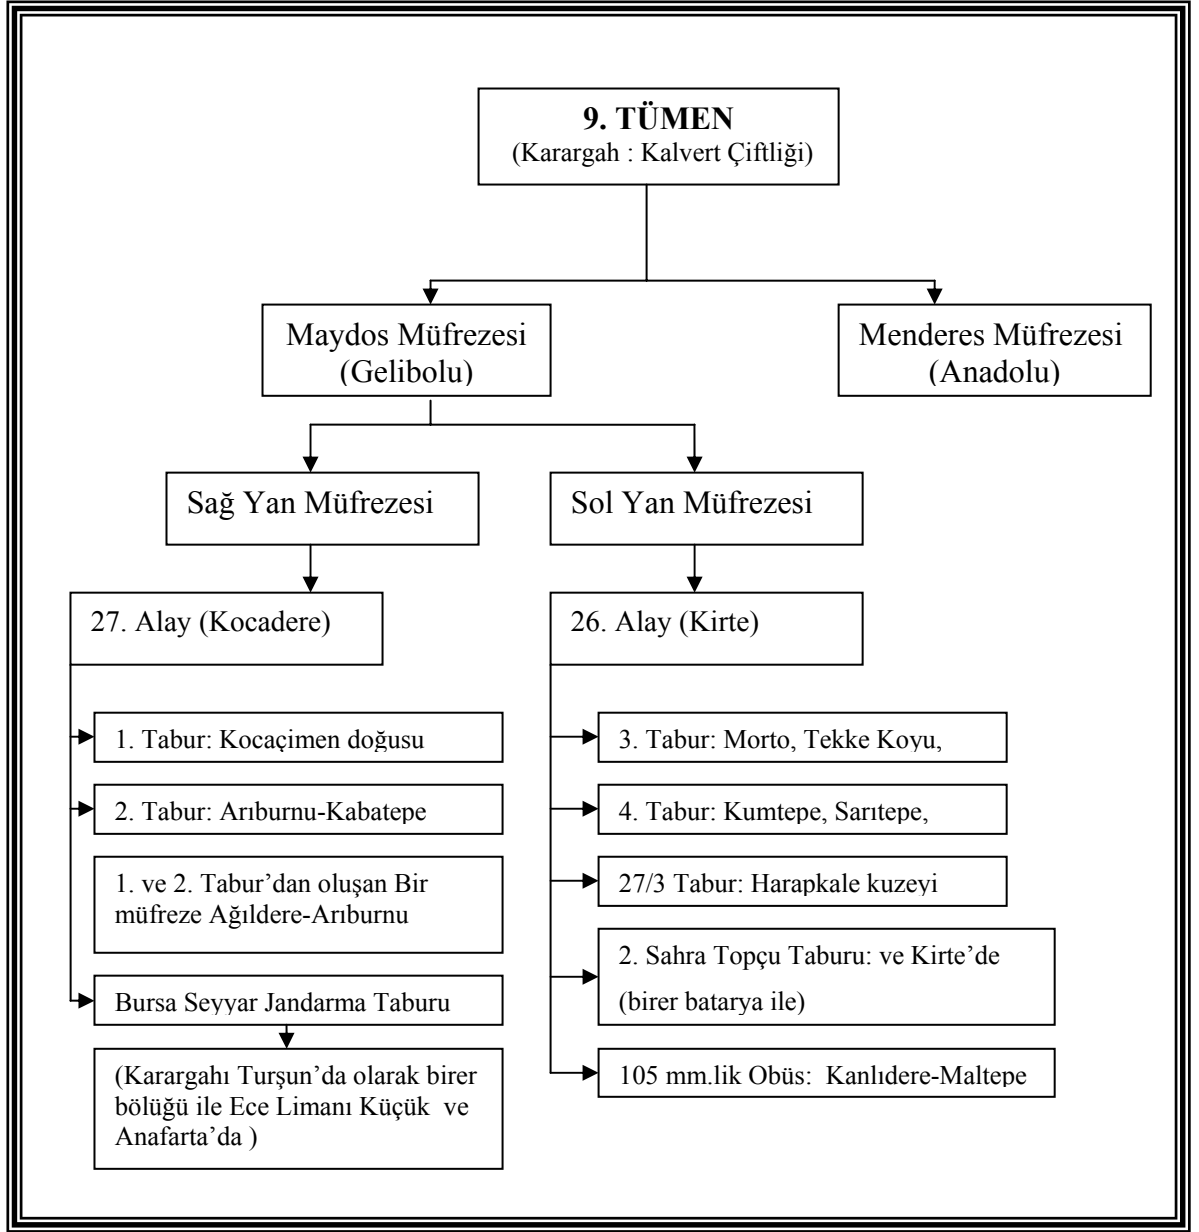 9. TÜMEN
(Karargah : Kalvert Çiftliği)
Maydos Müfrezesi
(Gelibolu)
Menderes Müfrezesi
(Anadolu)
Sağ Yan Müfrezesi
Sol Yan Müfrezesi
27. Alay (Kocadere)
1. Tabur: Kocaçimen doğusu
2. Tabur: Arıburnu-Kabatepe
1. ve 2. Tabur’dan oluşan Bir
müfreze Ağıldere-Arıburnu
Bursa Seyyar Jandarma Taburu
(Karargahı Turşun’da olarak birer
bölüğü ile Ece Limanı Küçük ve
Anafarta’da )
26. Alay (Kirte)
3. Tabur: Morto, Tekke Koyu,
4. Tabur: Kumtepe, Sarıtepe,
27/3 Tabur: Harapkale kuzeyi
2. Sahra Topçu Taburu: ve Kirte’de
(birer batarya ile)
105 mm.lik Obüs: Kanlıdere-Maltepe